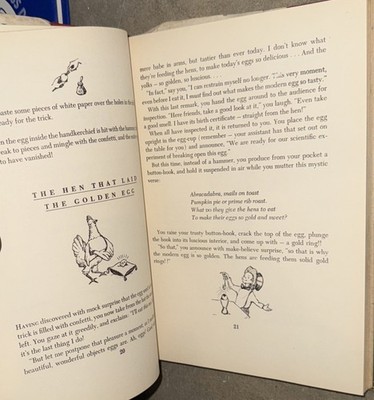 aste some pieces of white paper over the holes in the
ady for the trick.
n the egg inside the handkerchief is hit with the hammer
eak to pieces and mingle with the confetti, and the
to have vanished!
THE HEN THAT LAID
THE GOLDEN EGG
HAVING discovered with mock surprise that the egg
trick is filled with confetti, you now take from the
left. You gaze at it greedily, and exclaim, "I'll
it's the last thing I do!
"But let me postpone that pleasure a moment,
beautiful, wonderful objects eggs are. Ah, egg!
20
mere babe in arms, but tastier than ever today. I don't know what
they're feeding the hens, to make today's eggs so delicious . . . And the
yolks — so golden, so luscious. . . .
"In fact," say you, "I can restrain myself no longer. This very moment,
even before I eat it, I must find out what makes the modern egg so tasty."
With this last remark, you hang the egg around to the audience for
inspection. "Here friends, take a good look at it," you laugh. "Even take
a good smell. I have its birth certificate — straight from the hen!"
When all have inspected it, it is returned to you. You place the egg
in the egg-cup (remember — your assistant has set that out on
the table for you) and announce, "We are ready for our scientific ex-
periment of breaking open this egg!"
But this time, instead of a hammer, you produce from your pocket a
button-hook, and hold it suspended in air while you mutter these mystic
words:
Abracadabra, snails on toast
Pumpkin pie or prime rib roast
What do they give the hens to eat
To make their eggs so gold and sweet?
You raise your trusty button-hook, crack the top of the egg, plunge
the hook into its luscious interior, and come up with — a gold ring!!
"So that," you announce with make-believe surprise, "so that is why
the modern egg is so golden. The hens are feeding them solid gold
rings!"
21